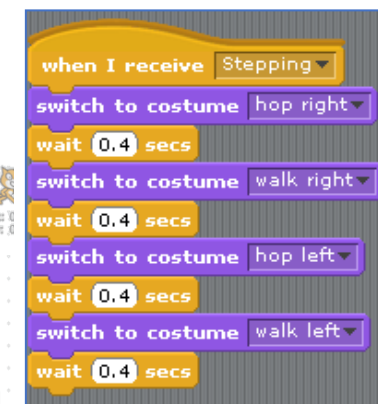 when I receive Stepping
switch to costume hop right
wait 0.4 secs
switch to costume walk right
wait 0.4 secs
switch to costume hop left
wait 0.4 secs
switch to costume walk left
wait 0.4 secs